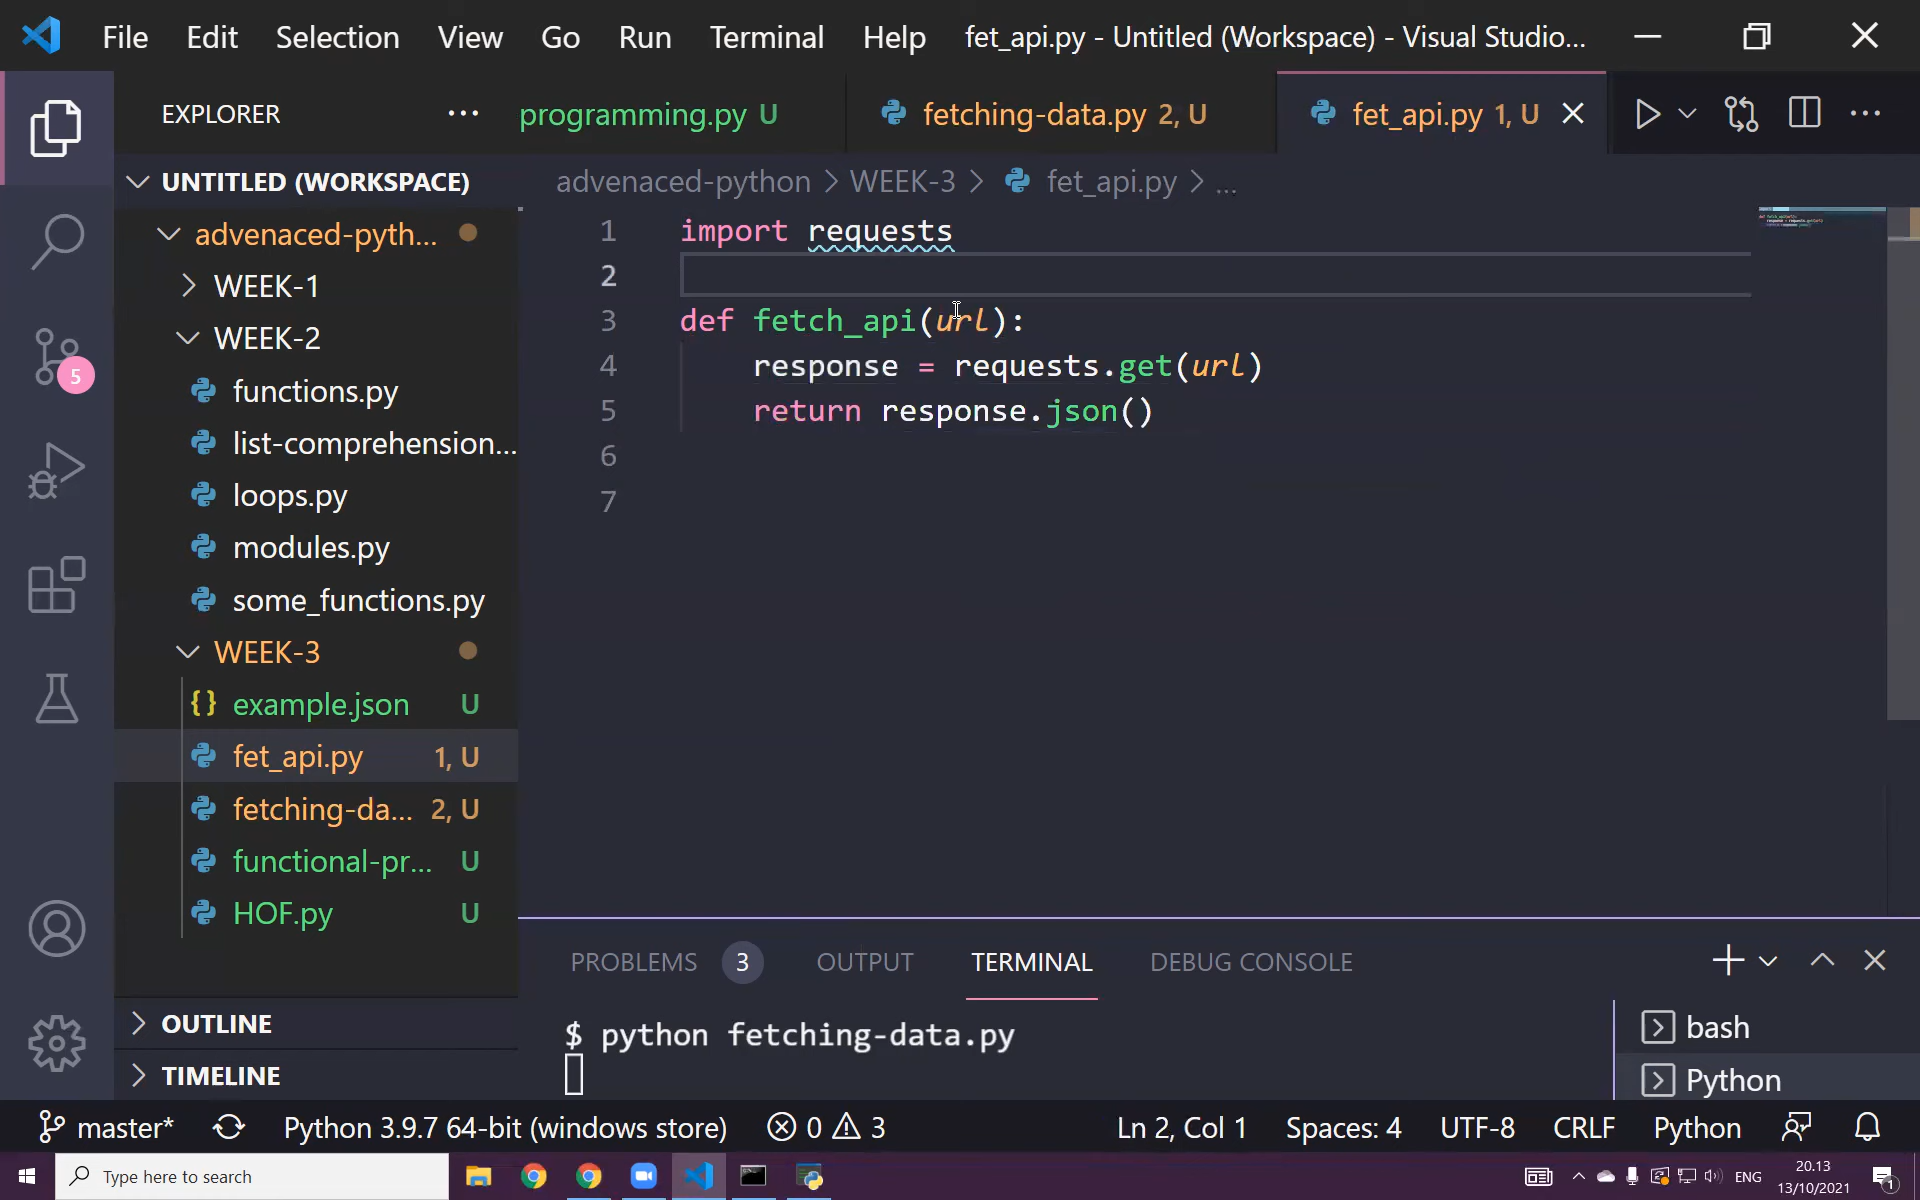 File Edit Selection View Go Run Terminal Help fet_api.py - Untitled (Workspace) - Visual Studio...
EXPLORER ... programming.py U fetching-data.py 2, U fet_api.py 1, U
UNTITLED (WORKSPACE)
advenaced-python > WEEK-3 > fet_api.py > ...
advenaced-pyth...
WEEK-1
WEEK-2
functions.py
list-comprehension...
loops.py
modules.py
some_functions.py
WEEK-3
example.json U
fet_api.py 1, U
fetching-da... 2, U
functional-pr... U
HOF.py U
OUTLINE
TIMELINE
5
1 import requests
2
3 def fetch_api(url):
4 response = requests.get(url)
5 return response.json()
6
7
PROBLEMS 3 OUTPUT TERMINAL DEBUG CONSOLE
$ python fetching-data.py
bash
Python
master* Python 3.9.7 64-bit (windows store) 0 3 Ln 2, Col 1 Spaces: 4 UTF-8 CRLF Python
Type here to search ENG 20.13
13/10/2021 1